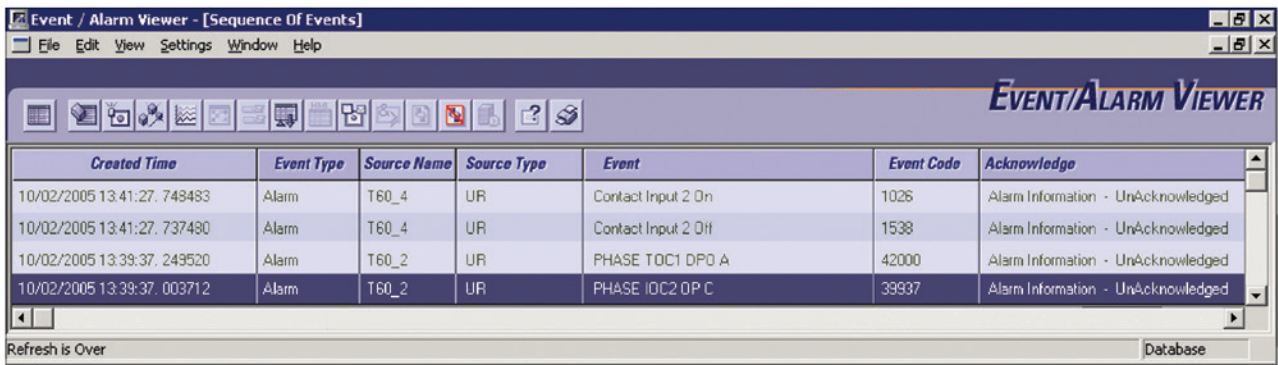 Event / Alarm Viewer - [Sequence Of Events]
File Edit View Settings Window Help
EVENT/ALARM VIEWER
Created Time Event Type Source Name Source Type Event Event Code Acknowledge
10/02/2005 13:41:27. 748483 Alarm T60_4 UR Contact Input 2 On 1026 Alarm Information - UnAcknowledged
10/02/2005 13:41:27. 737480 Alarm T60_4 UR Contact Input 2 Off 1538 Alarm Information - UnAcknowledged
10/02/2005 13:39:37. 249520 Alarm T60_2 UR PHASE TOC1 DPO A 42000 Alarm Information - UnAcknowledged
10/02/2005 13:39:37. 003712 Alarm T60_2 UR PHASE IOC2 OP C 39937 Alarm Information - UnAcknowledged
Refresh is Over Database